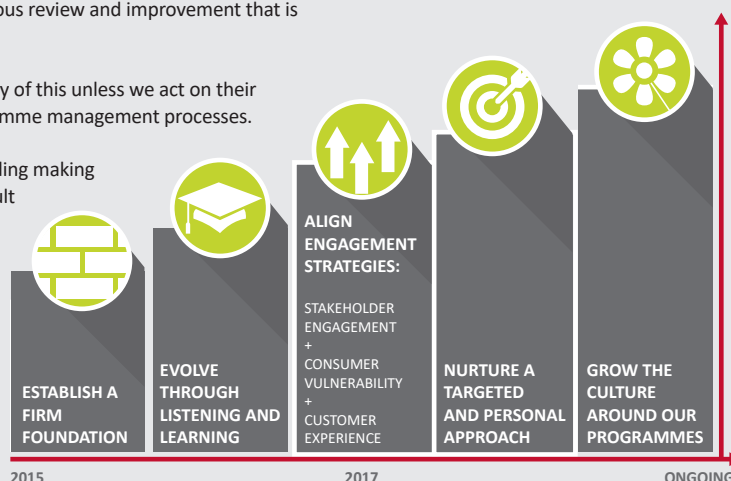 ous review and improvement that is
y of this unless we act on their
mme management processes.
ding making
ult
ESTABLISH A
FIRM
FOUNDATION
EVOLVE
THROUGH
LISTENING AND
LEARNING
ALIGN
ENGAGEMENT
STRATEGIES:
STAKEHOLDER
ENGAGEMENT
+
CONSUMER
VULNERABILITY
+
CUSTOMER
EXPERIENCE
NURTURE A
TARGETED
AND PERSONAL
APPROACH
GROW THE
CULTURE
AROUND OUR
PROGRAMMES
2015
2017
ONGOING